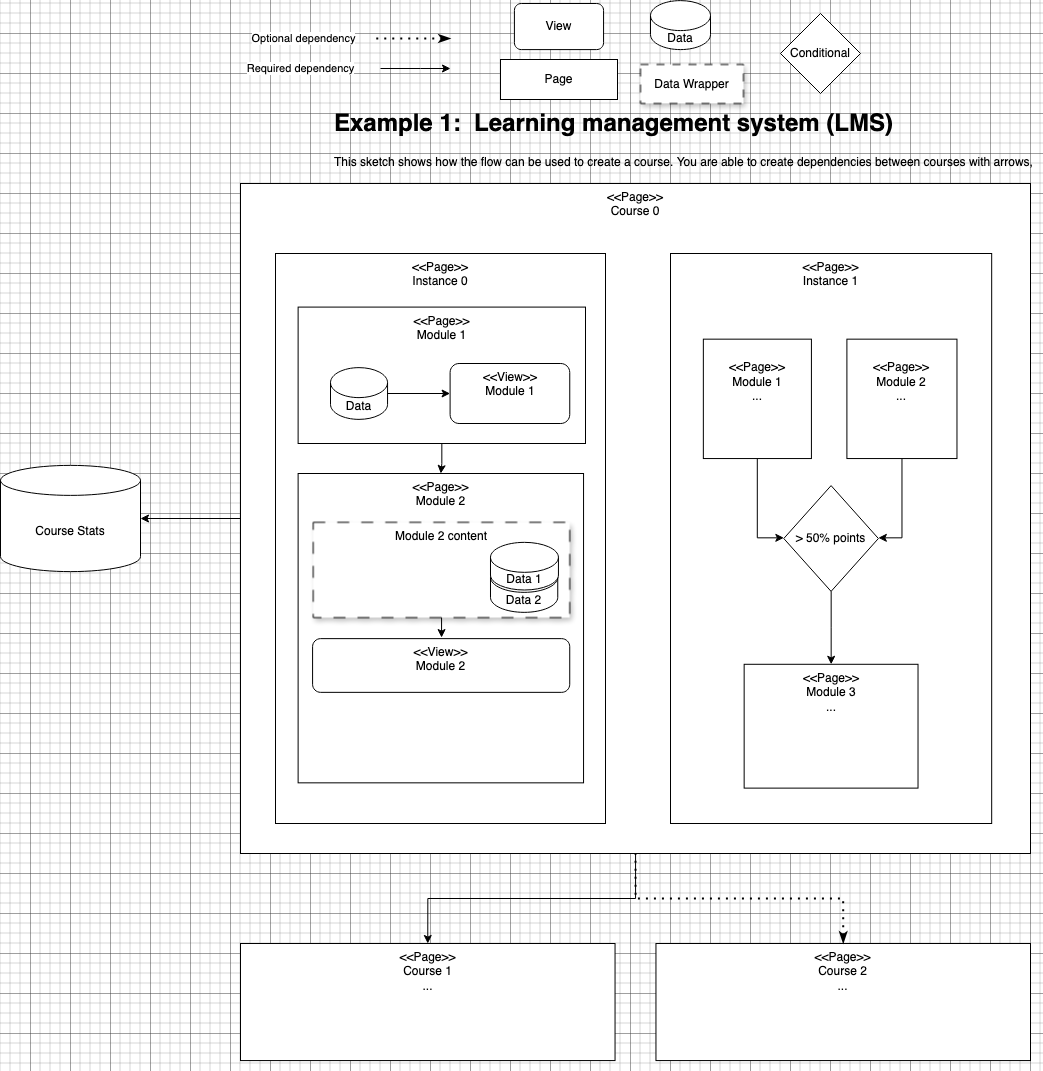 View
Data
Conditional
Optional dependency
Required dependency
Page
Data Wrapper
Example 1:  Learning management system (LMS)
This sketch shows how the flow can be used to create a course. You are able to create dependencies between courses with arrows,
<<Page>>
Course 0
<<Page>>
Instance 0
<<Page>>
Module 1
Data
<<View>>
Module 1
<<Page>>
Module 2
Module 2 content
Data 1
Data 2
<<View>>
Module 2
<<Page>>
Instance 1
<<Page>>
Module 1
...
<<Page>>
Module 2
...
> 50% points
<<Page>>
Module 3
...
Course Stats
<<Page>>
Course 1
...
<<Page>>
Course 2
...